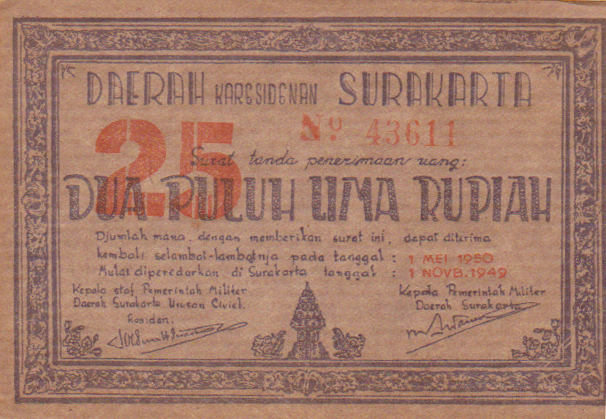 DAERAH KARESIDENAN SURAKARTA
25
No 43611
Surat tanda penerimaan uang:
DUA PULUH LIMA RUPIAH
Djumlah mana, dengan memberikan surat ini, dapat diterima
kembali selambat-lambatnja pada tanggal : 1 MEI 1950
Mulai diperedarkan di Surakarta tanggal : 1 NOVB. 1949
Kepala staf Pemerintah Militer
Daerah Surakarta Urusan Civiel.
Residen.
Kepala Pemerintah Militer
Daerah Surakarta